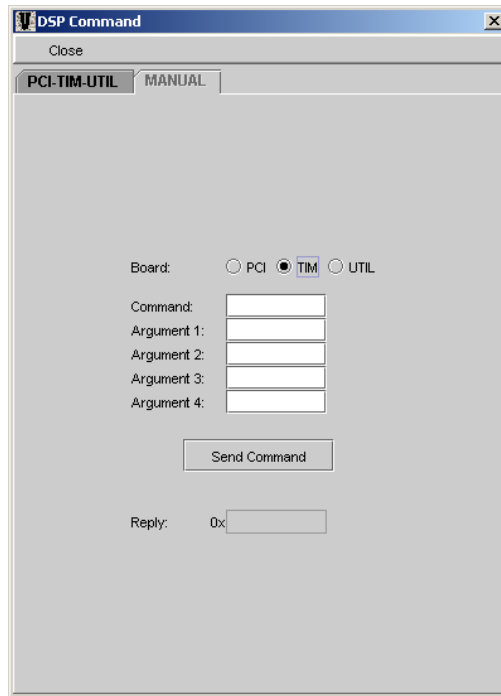 DSP Command
Close
PCI-TIM-UTIL MANUAL
Board: PCI TIM UTIL
Command:
Argument 1:
Argument 2:
Argument 3:
Argument 4:
Send Command
Reply: 0x